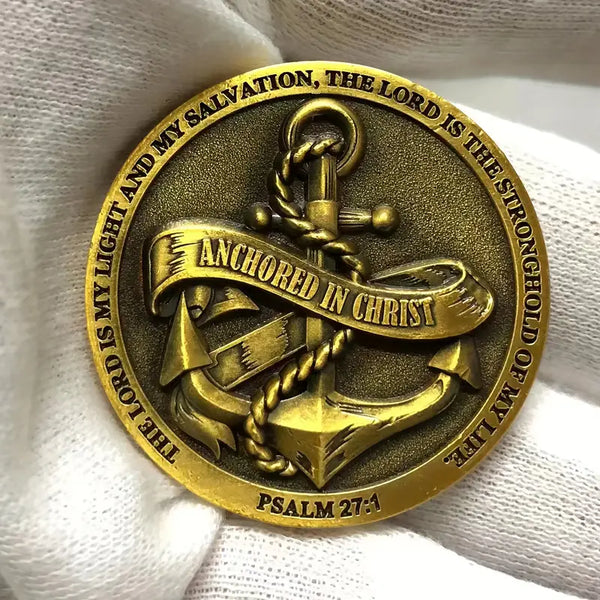 THE LORD IS MY LIGHT AND MY SALVATION, THE LORD IS THE STRONGHOLD OF MY LIFE.
ANCHORED IN CHRIST
PSALM 27:1